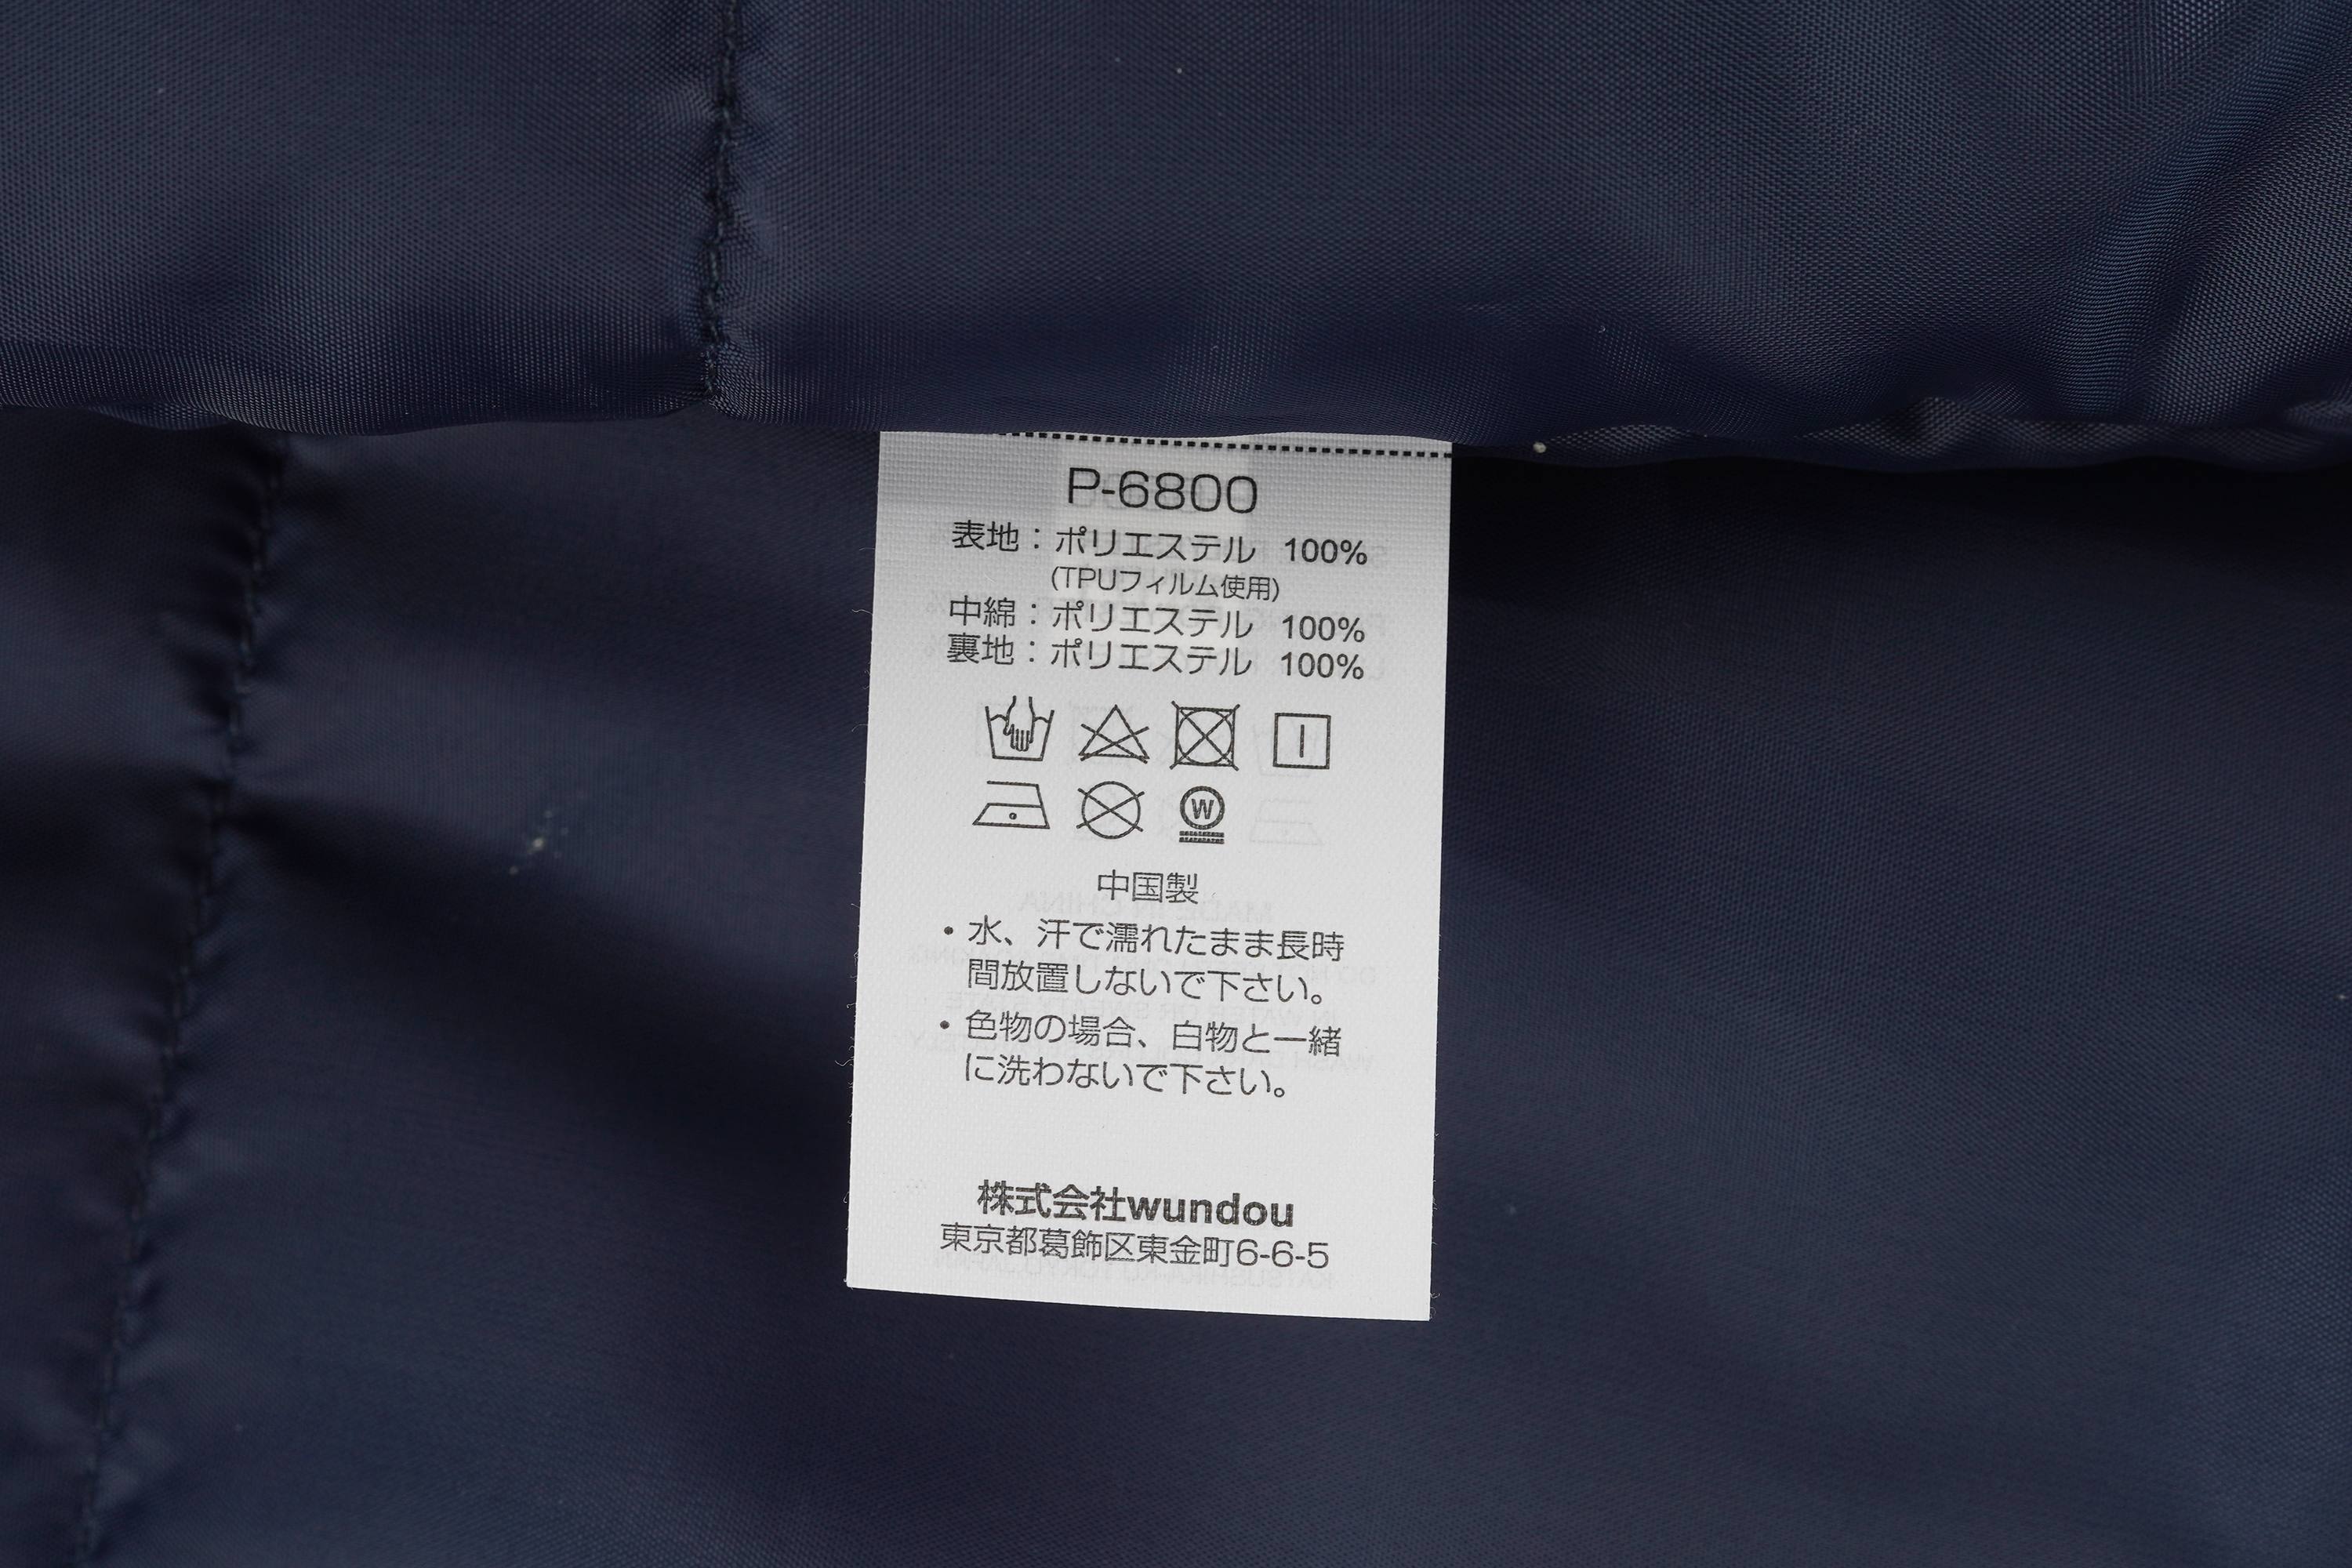 P-6800
表地：ポリエステル 100%
(TPUフィルム使用)
中綿：ポリエステル 100%
裏地：ポリエステル 100%
W
中国製
・水、汗で濡れたまま長時
間放置しないで下さい。
・色物の場合、白物と一緒
に洗わないで下さい。
株式会社wundou
東京都葛飾区東金町6-6-5